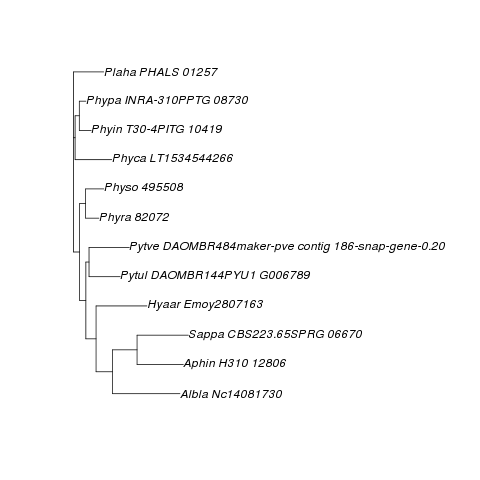 Plaha PHALS 01257
Phypa INRA-310PPTG 08730
Phyin T30-4PITG 10419
Phyca LT1534544266
Physo 495508
Phyra 82072
Pytve DAOMBR484maker-pve contig 186-snap-gene-0.20
Pytul DAOMBR144PYU1 G006789
Hyaar Emoy2807163
Sappa CBS223.65SPRG 06670
Aphin H310 12806
Albla Nc14081730